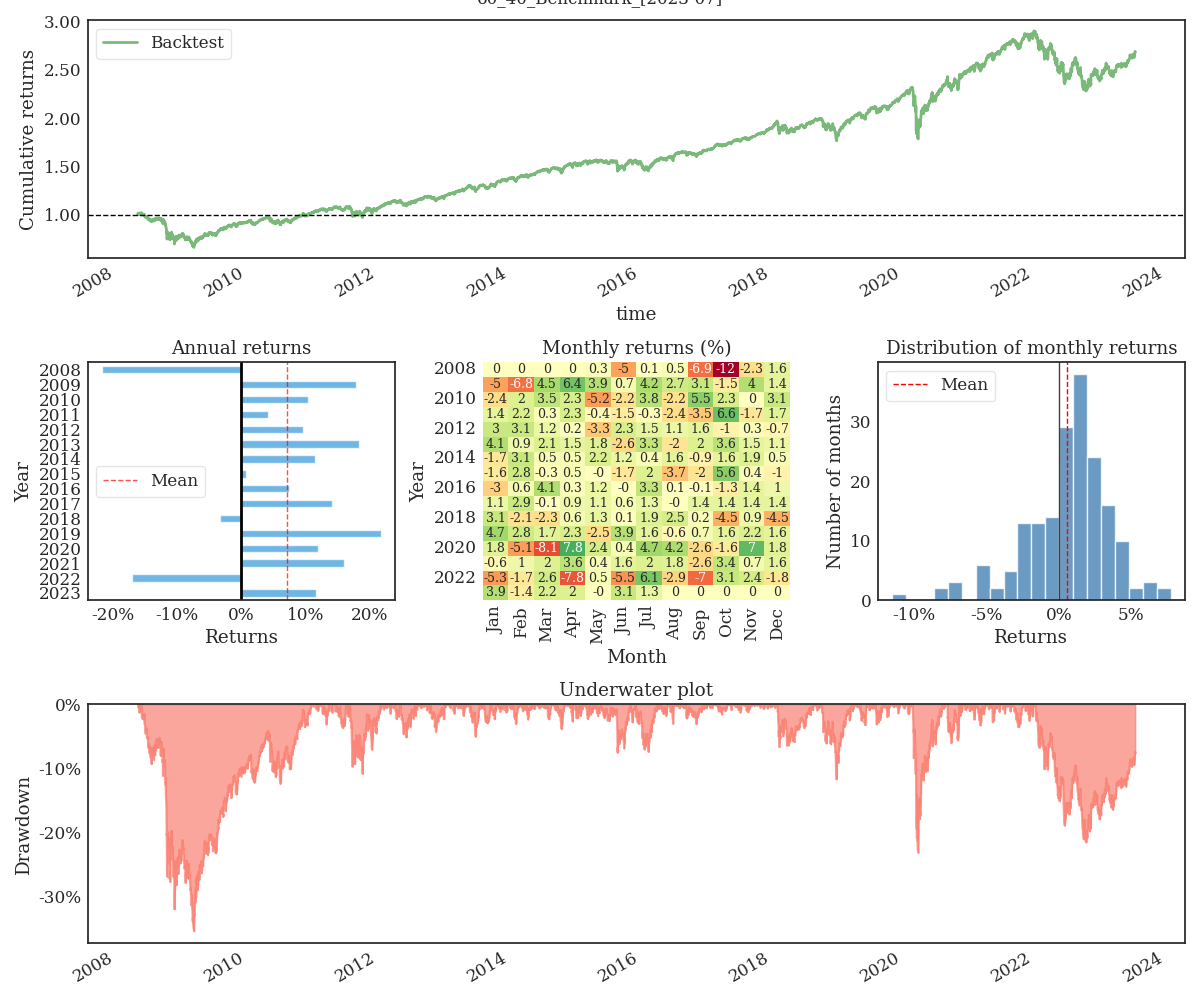 60_40_Benchmark_[2023-07]
3.00
2.50
2.00
1.50
1.00
Cumulative returns
Backtest
2008 2010 2012 2014 2016 2018 2020 2022 2024
time
Annual returns
Year
2008
2009
2010
2011
2012
2013
2014
2015
2016
2017
2018
2019
2020
2021
2022
2023
Mean
-20% -10% 0% 10% 20%
Returns
Monthly returns (%)
Year
2008 0 0 0 0 0.3 -5 0.1 0.5 -6.9 -12 -2.3 1.6
-5 -6.8 4.5 6.4 3.9 0.7 4.2 2.7 3.1 -1.5 4 1.4
2010 -2.4 2 3.5 2.3 -5.2 -2.2 3.8 -2.2 5.5 2.3 0 3.1
1.4 2.2 0.3 2.3 -0.4 -1.5 -0.3 -2.4 -3.5 6.6 -1.7 1.7
2012 3 3.1 1.2 0.2 -3.3 2.3 1.5 1.1 1.6 -1 0.3 -0.7
4.1 0.9 2.1 1.5 1.8 -2.6 3.3 -2 2 3.6 1.5 1.1
2014 -1.7 3.1 0.5 0.5 2.2 1.2 0.4 1.6 -0.9 1.6 1.9 0.5
-1.6 2.8 -0.3 0.5 -0 -1.7 2 -3.7 -2 5.6 0.4 -1
2016 -3 0.6 4.1 0.3 1.2 -0 3.3 0.1 -0.1 -1.3 1.4 1
1.1 2.9 -0.1 0.9 1.1 0.6 1.3 -0 1.4 1.4 1.4 1.4
2018 3.1 -2.1 -2.3 0.6 1.3 0.1 1.9 2.5 0.2 -4.5 0.9 -4.5
4.7 2.8 1.7 2.3 -2.5 3.9 1.6 -0.6 0.7 1.6 2.2 1.6
2020 1.8 -5.1 -8.1 7.8 2.4 0.4 4.7 4.2 -2.6 -1.6 7 1.8
-0.6 1 2 3.6 0.4 1.6 2 1.8 -2.6 3.4 0.7 1.6
2022 -5.3 -1.7 2.6 -7.8 0.5 -5.5 6.1 -2.9 -7 3.1 2.4 -1.8
3.9 -1.4 2.2 2 -0 3.1 1.3 0 0 0 0 0
Jan Feb Mar Apr May Jun Jul Aug Sep Oct Nov Dec
Month
Distribution of monthly returns
Number of months
Mean
30
20
10
0
-10% -5% 0% 5%
Returns
Underwater plot
Drawdown
0%
-10%
-20%
-30%
2008 2010 2012 2014 2016 2018 2020 2022 2024